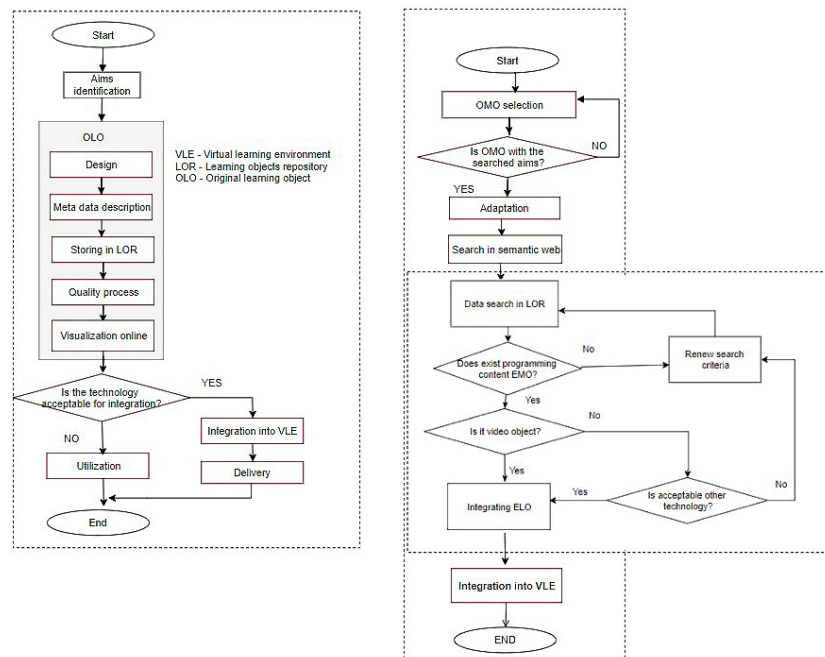 Start
Aims
identification
OLO
Design
Meta data description
Storing in LOR
Quality process
Visualization online
VLE - Virtual learning environment
LOR - Learning objects repository
OLO - Original learning object
Is the technology
acceptable for integration?
YES
NO
Integration into VLE
Utilization
Delivery
End
Start
OMO selection
Is OMO with the
searched aims?
NO
YES
Adaptation
Search in semantic web
Data search in LOR
Does exist programming
content EMO?
No
Renew search
criteria
Yes
Is it video object?
No
Yes
Integrating ELO
Yes
Is acceptable other
technology?
No
Integration into VLE
END